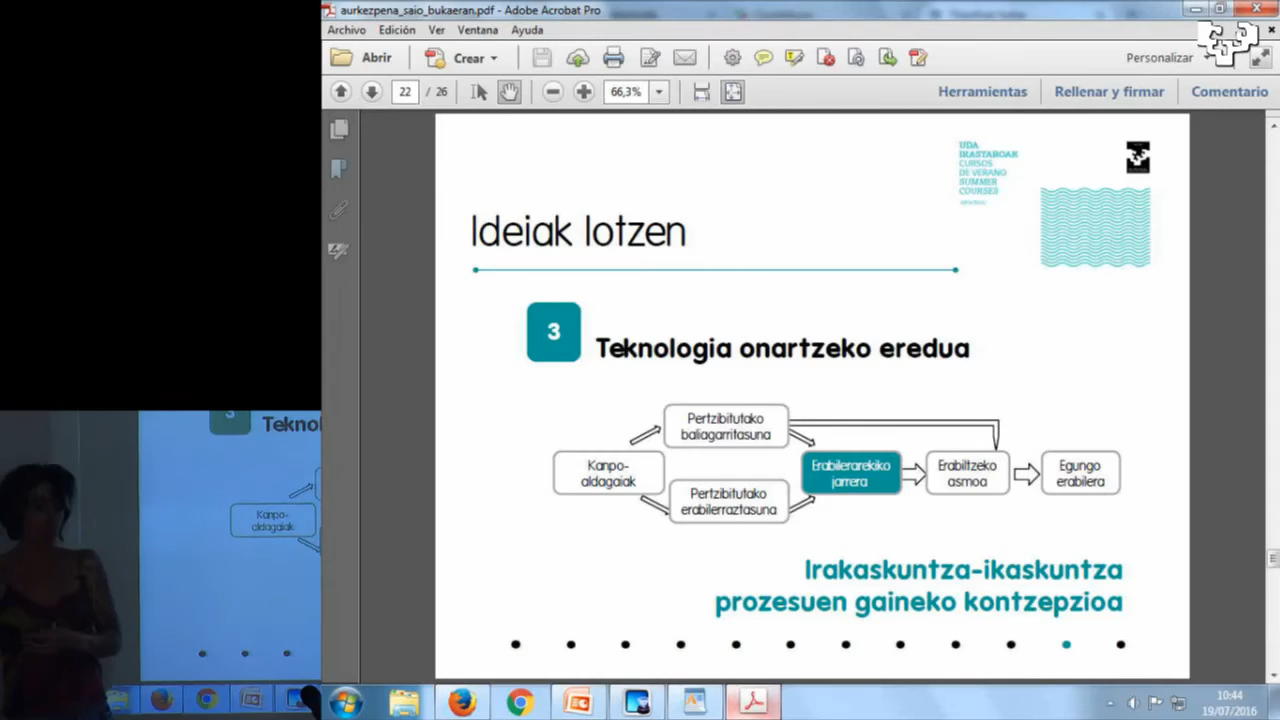 aurkezpena_saio_bukaeran.pdf - Adobe Acrobat Pro
Archivo Edición Ver Ventana Ayuda
Abrir Crear Personalizar
22 / 26 66,3% Herramientas Rellenar y firmar Comentario
UDA
IKASTAROAK
CURSOS
DE VERANO
SUMMER
COURSES
Ideiak lotzen
3
Teknologia onartzeko eredua
Pertzibitutako
baliagarritasuna
Kanpo-
aldagaiak
Pertzibitutako
erabilerraztasuna
Erabilerarekiko
jarrera
Erabiltzeko
asmoa
Egungo
erabilera
Irakaskuntza-ikaskuntza
prozesuen gaineko kontzepzioa
3
Tekn
Kanpo-
aldagaiak
10:44
19/07/2016